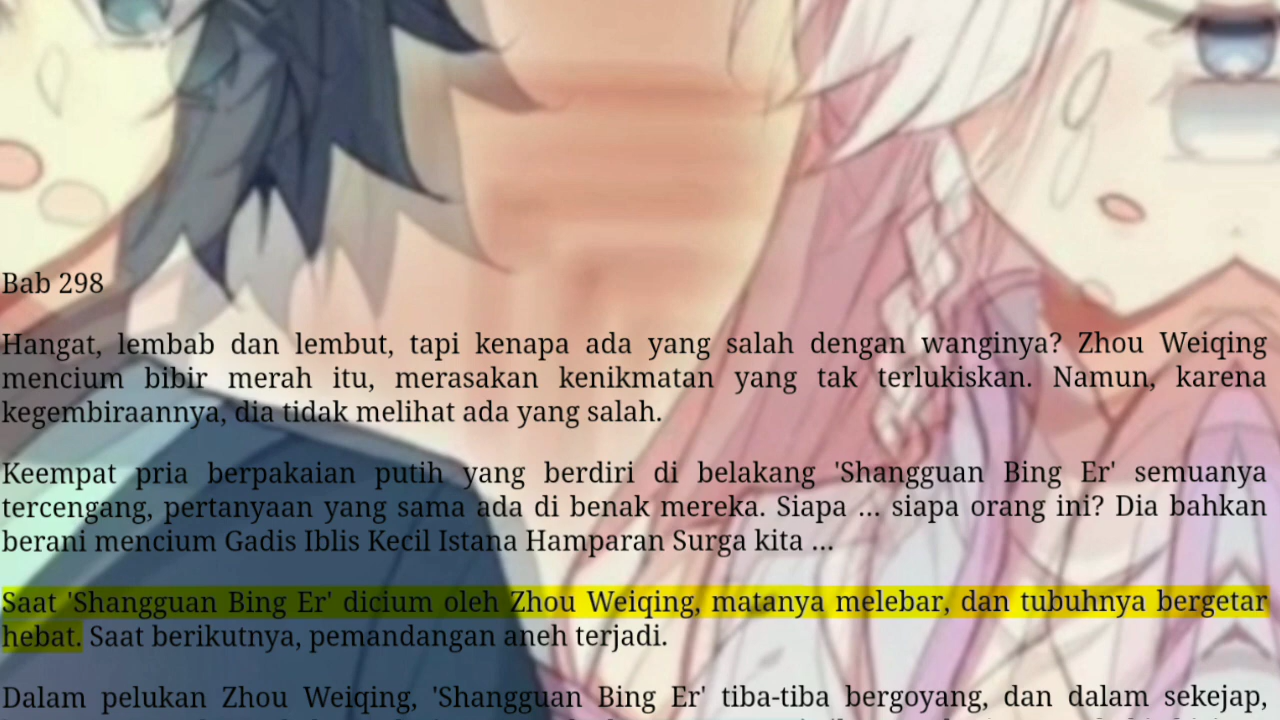 Bab 298
Hangat, lembab dan lembut, tapi kenapa ada yang salah dengan wanginya? Zhou Weiqing
mencium bibir merah itu, merasakan kenikmatan yang tak terlukiskan. Namun, karena
kegembiraannya, dia tidak melihat ada yang salah.
Keempat pria berpakaian putih yang berdiri di belakang 'Shangguan Bing Er' semuanya
tercengang, pertanyaan yang sama ada di benak mereka. Siapa ... siapa orang ini? Dia bahkan
berani mencium Gadis Iblis Kecil Istana Hamparan Surga kita ...
Saat 'Shangguan Bing Er' dicium oleh Zhou Weiqing, matanya melebar, dan tubuhnya bergetar
hebat. Saat berikutnya, pemandangan aneh terjadi.
Dalam pelukan Zhou Weiqing, 'Shangguan Bing Er' tiba-tiba bergoyang, dan dalam sekejap,